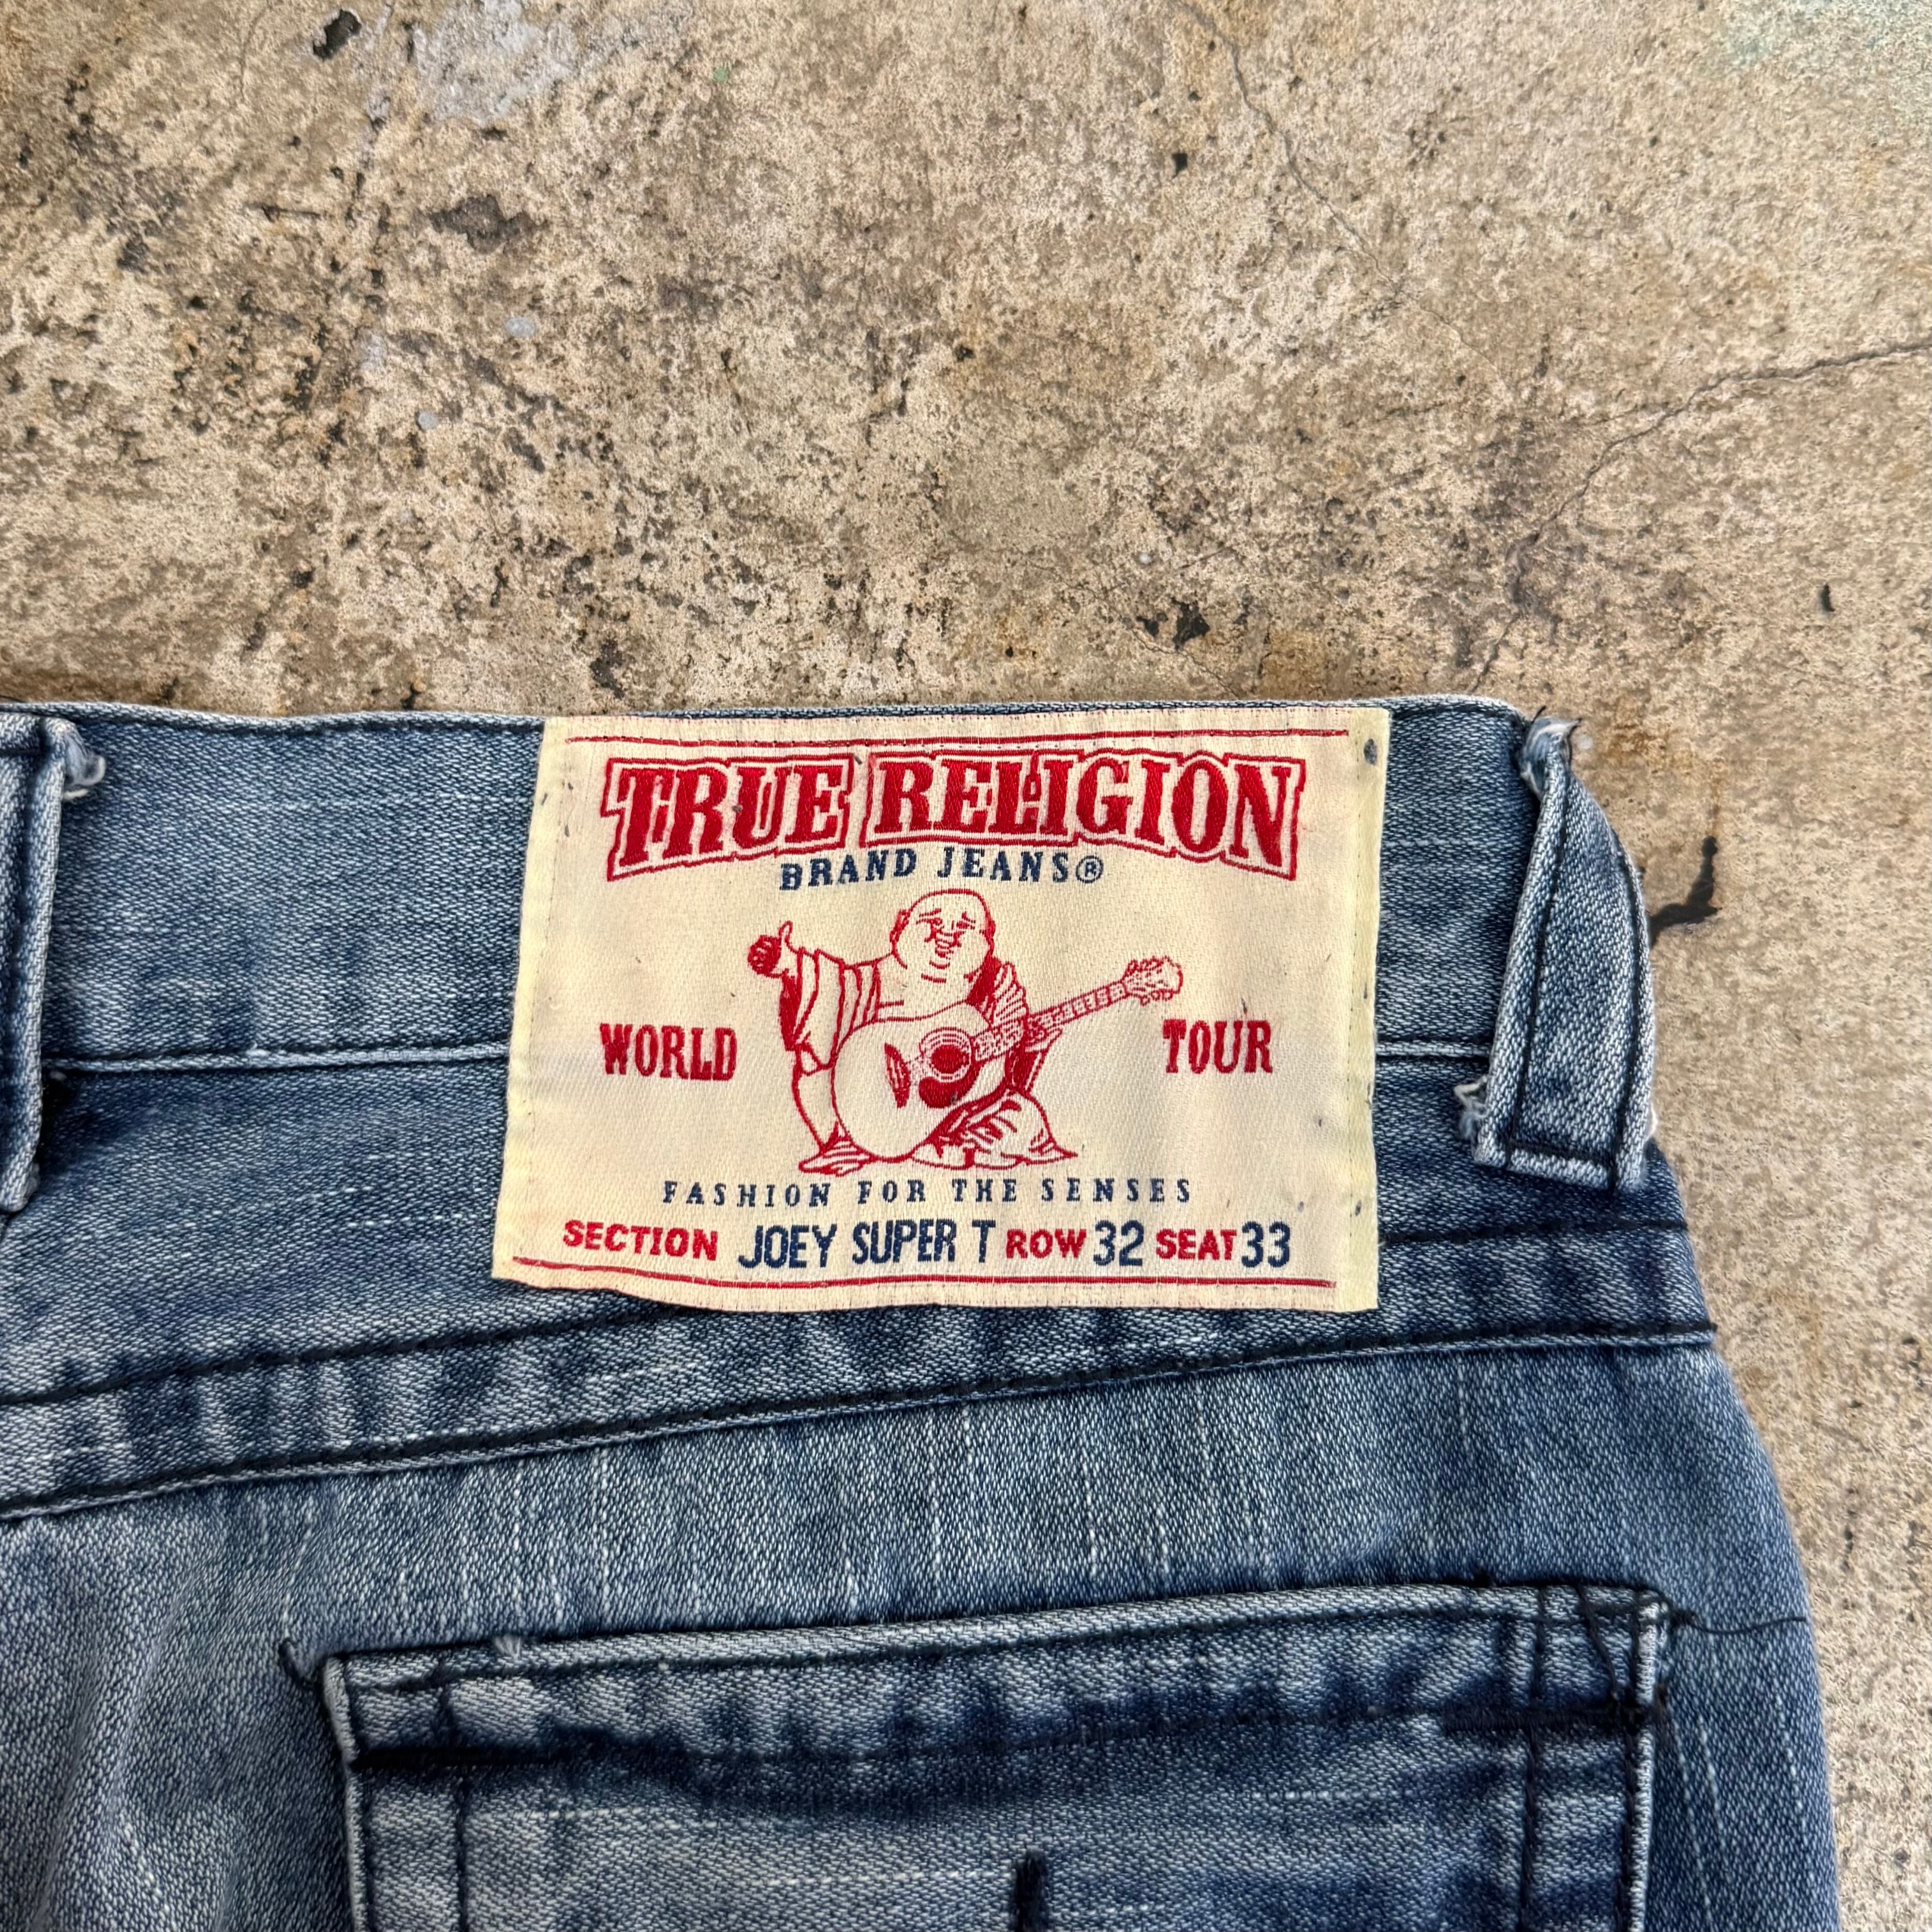 TRUE RELIGION
BRAND JEANS®
WORLD TOUR
FASHION FOR THE SENSES
SECTION JOEY SUPER T ROW 32 SEAT 33